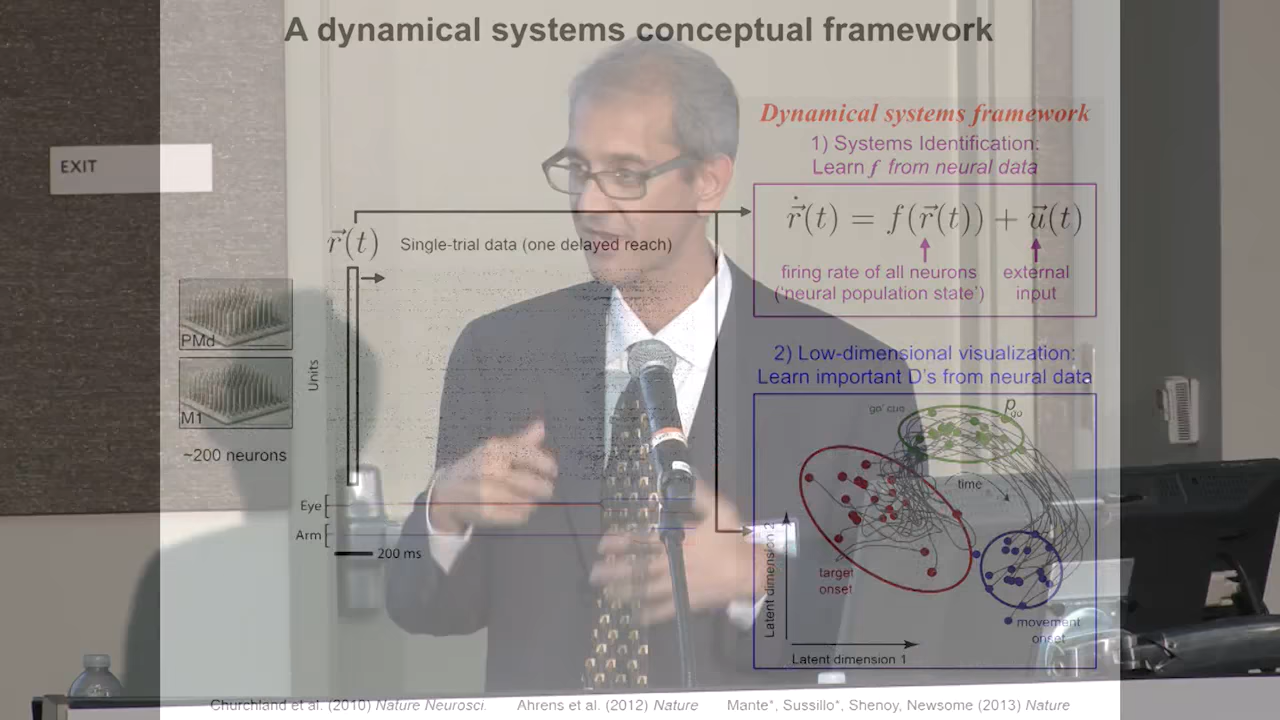 A dynamical systems conceptual framework
Dynamical systems framework
1) Systems Identification:
Learn f from neural data
EXIT
ṙ⃗(t) = f(r⃗(t)) + u⃗(t)
r⃗(t)
Single-trial data (one delayed reach)
firing rate of all neurons
('neural population state')
external
input
PMd
Units
2) Low-dimensional visualization:
Learn important D's from neural data
M1
go cue
P
go
~200 neurons
time
Eye
Arm
200 ms
target
onset
Latent dimension 2
movement
onset
Latent dimension 1
Churchland et al. (2010) Nature Neurosci.
Ahrens et al. (2012) Nature
Mante*, Sussillo*, Shenoy, Newsome (2013) Nature